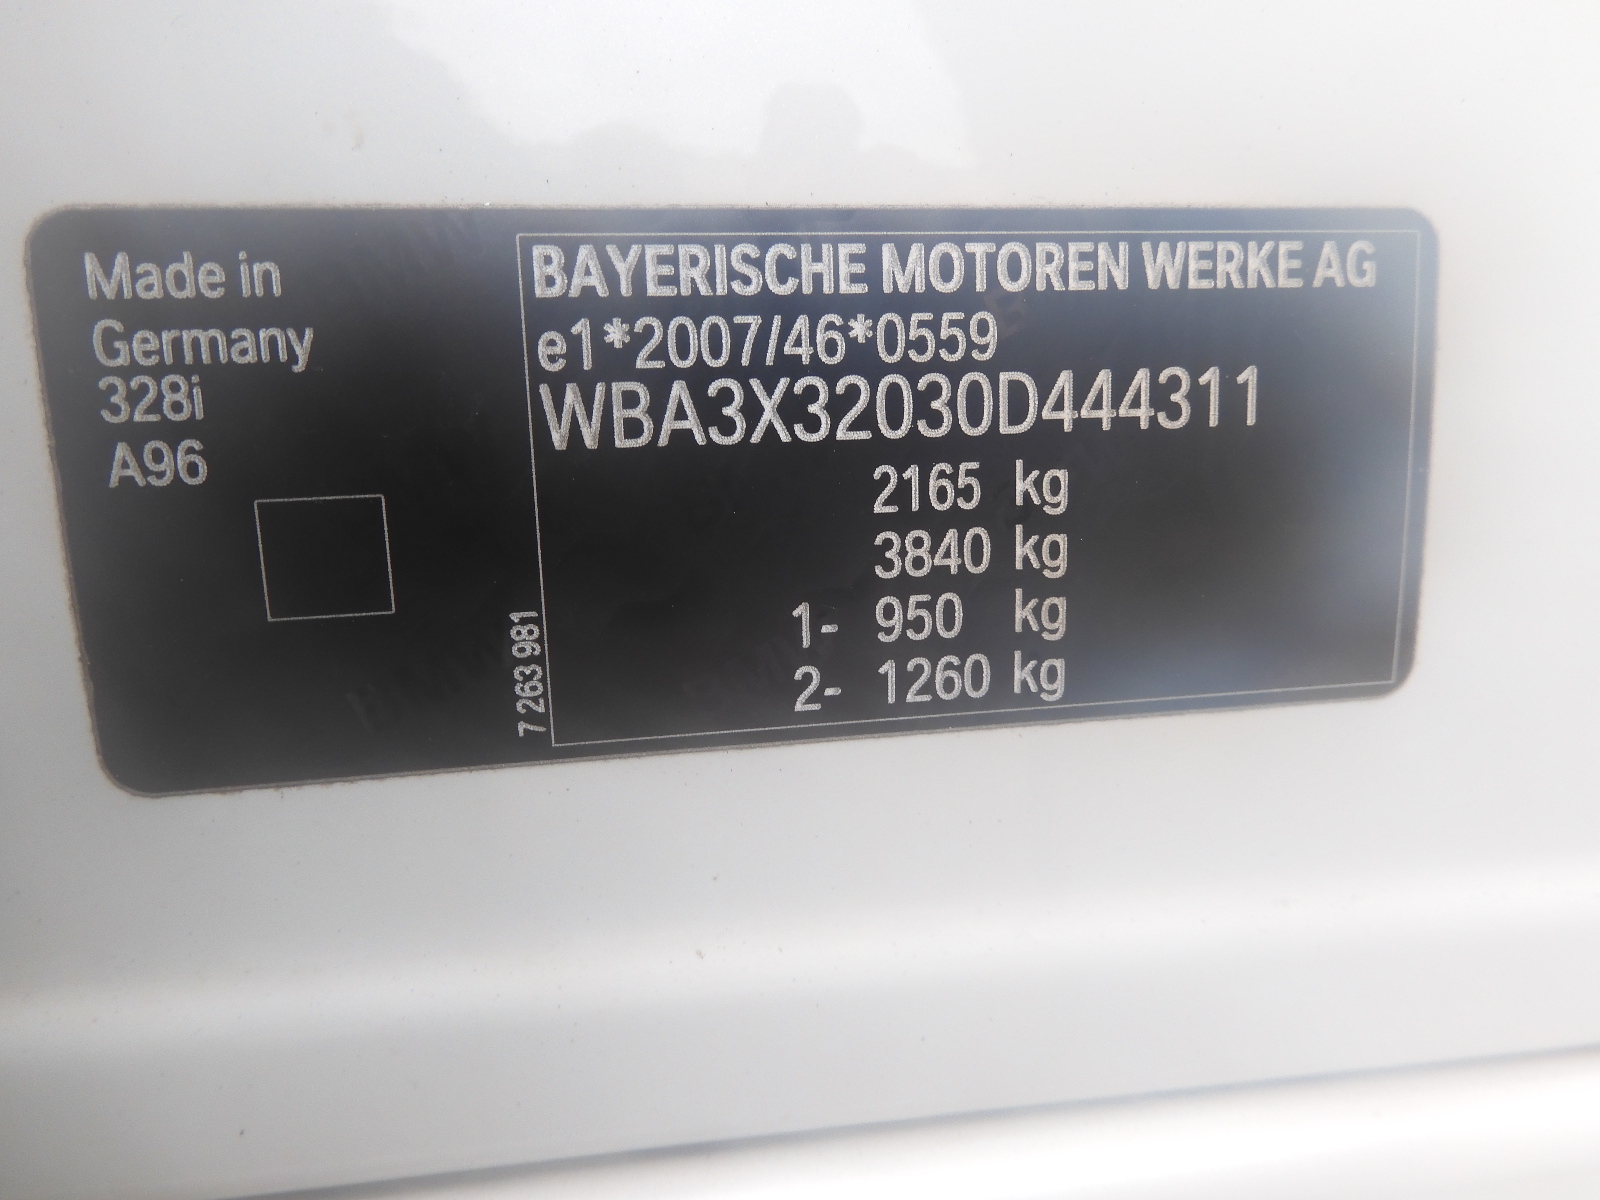 Made in
Germany
328i
A96
7 263 981
BAYERISCHE MOTOREN WERKE AG
e1*2007/46*0559
WBA3X32030D444311
2165 kg
3840 kg
1- 950 kg
2- 1260 kg